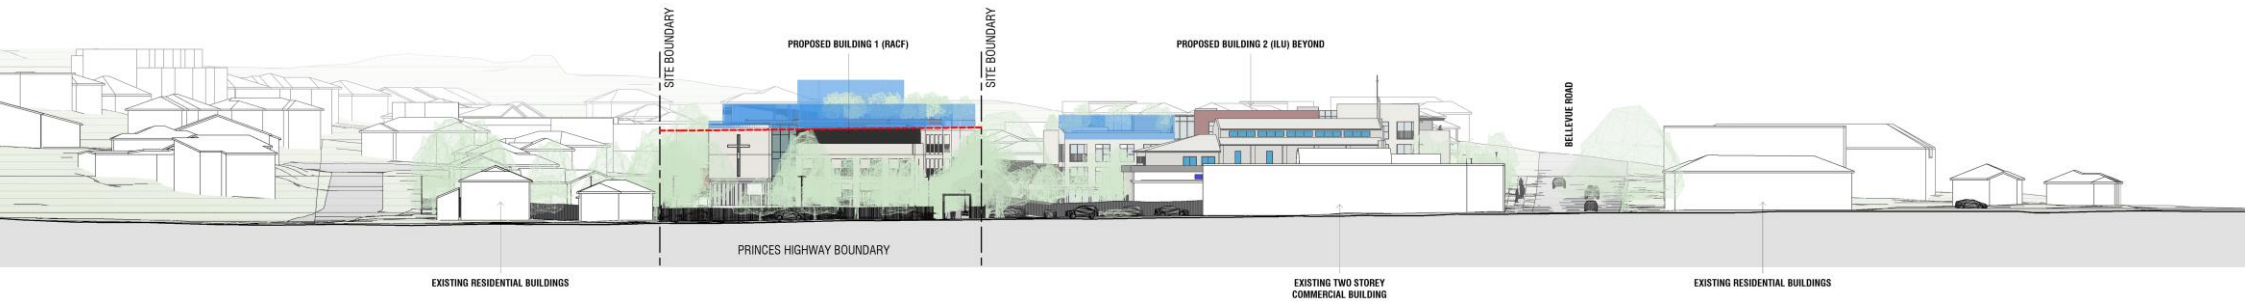 SITE BOUNDARY
PROPOSED BUILDING 1 (RACF)
SITE BOUNDARY
PROPOSED BUILDING 2 (ILU) BEYOND
BELLEVUE ROAD
PRINCES HIGHWAY BOUNDARY
EXISTING RESIDENTIAL BUILDINGS
EXISTING TWO STOREY
COMMERCIAL BUILDING
EXISTING RESIDENTIAL BUILDINGS